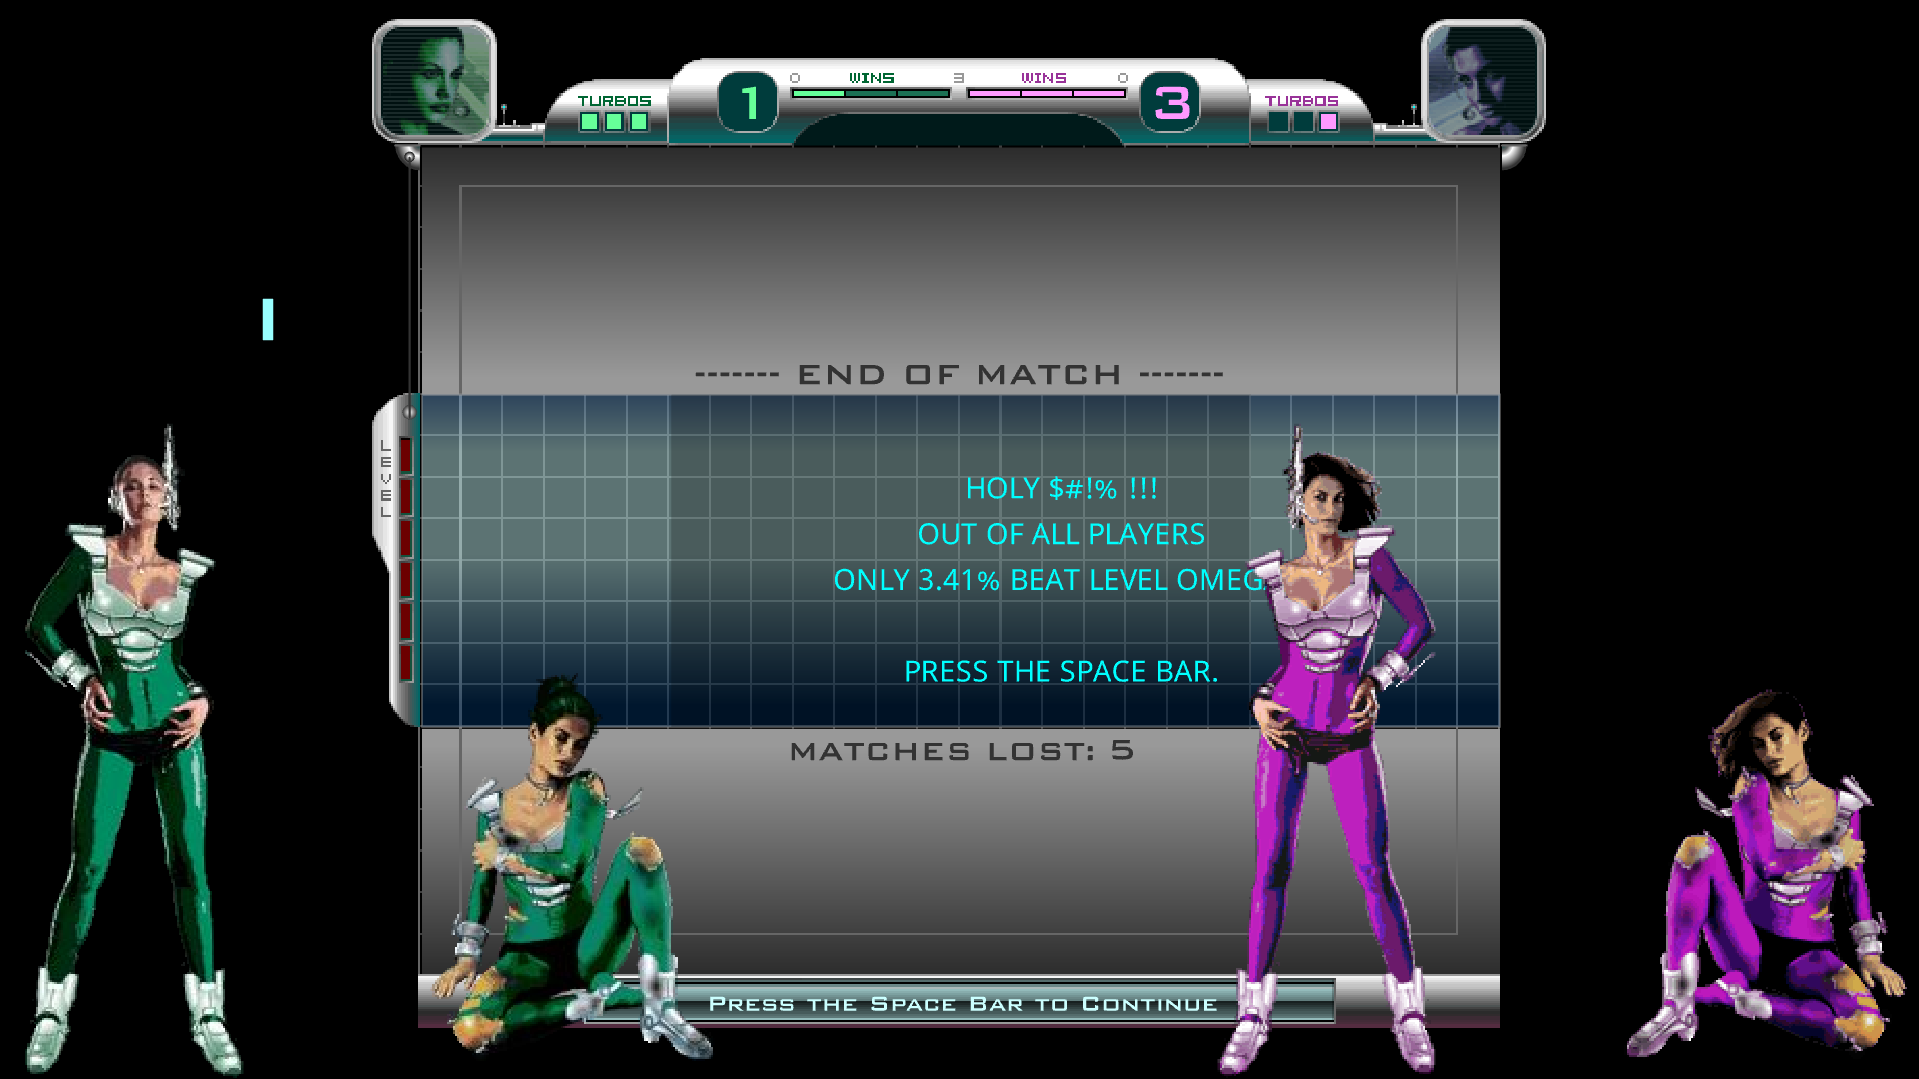 0 WINS 3 WINS 0
TURBOS 1 3 TURBOS
------- END OF MATCH -------
LEVEL
HOLY $#!% !!!
OUT OF ALL PLAYERS
ONLY 3.41% BEAT LEVEL OMEG
PRESS THE SPACE BAR.
MATCHES LOST: 5
PRESS THE SPACE BAR TO CONTINUE